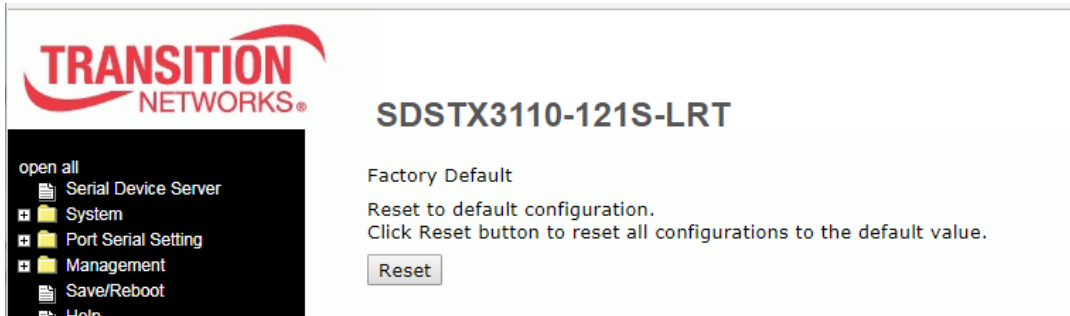 TRANSITION
NETWORKS®
SDSTX3110-121S-LRT
open all
Serial Device Server
System
Port Serial Setting
Management
Save/Reboot
Help
Factory Default
Reset to default configuration.
Click Reset button to reset all configurations to the default value.
Reset